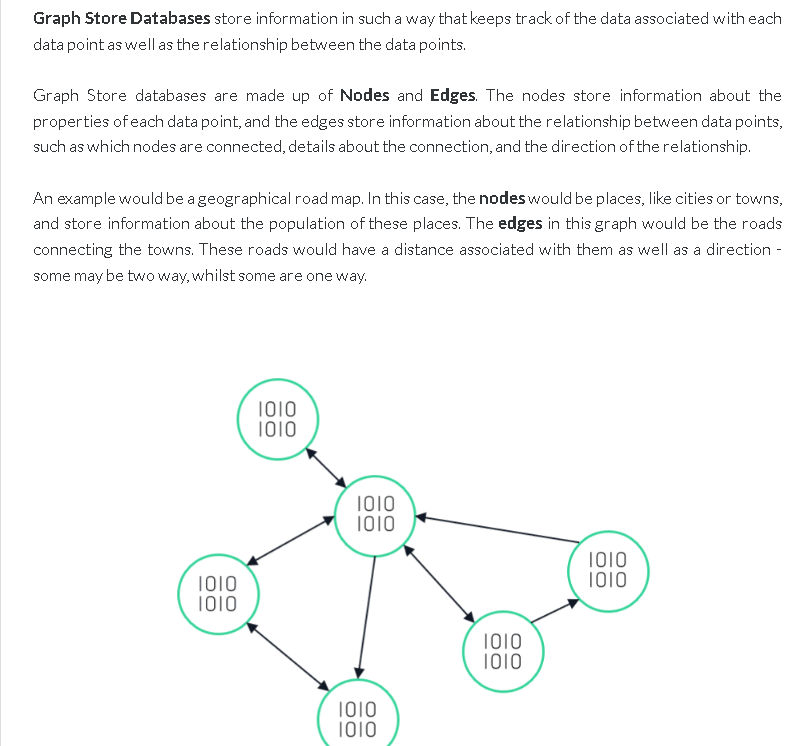 Graph Store Databases store information in such a way that keeps track of the data associated with each
data point as well as the relationship between the data points.
Graph Store databases are made up of Nodes and Edges. The nodes store information about the
properties of each data point, and the edges store information about the relationship between data points,
such as which nodes are connected, details about the connection, and the direction of the relationship.
An example would be a geographical road map. In this case, the nodes would be places, like cities or towns,
and store information about the population of these places. The edges in this graph would be the roads
connecting the towns. These roads would have a distance associated with them as well as a direction -
some may be two way, whilst some are one way.
1010
1010
1010
1010
1010
1010
1010
1010
1010
1010
1010
1010